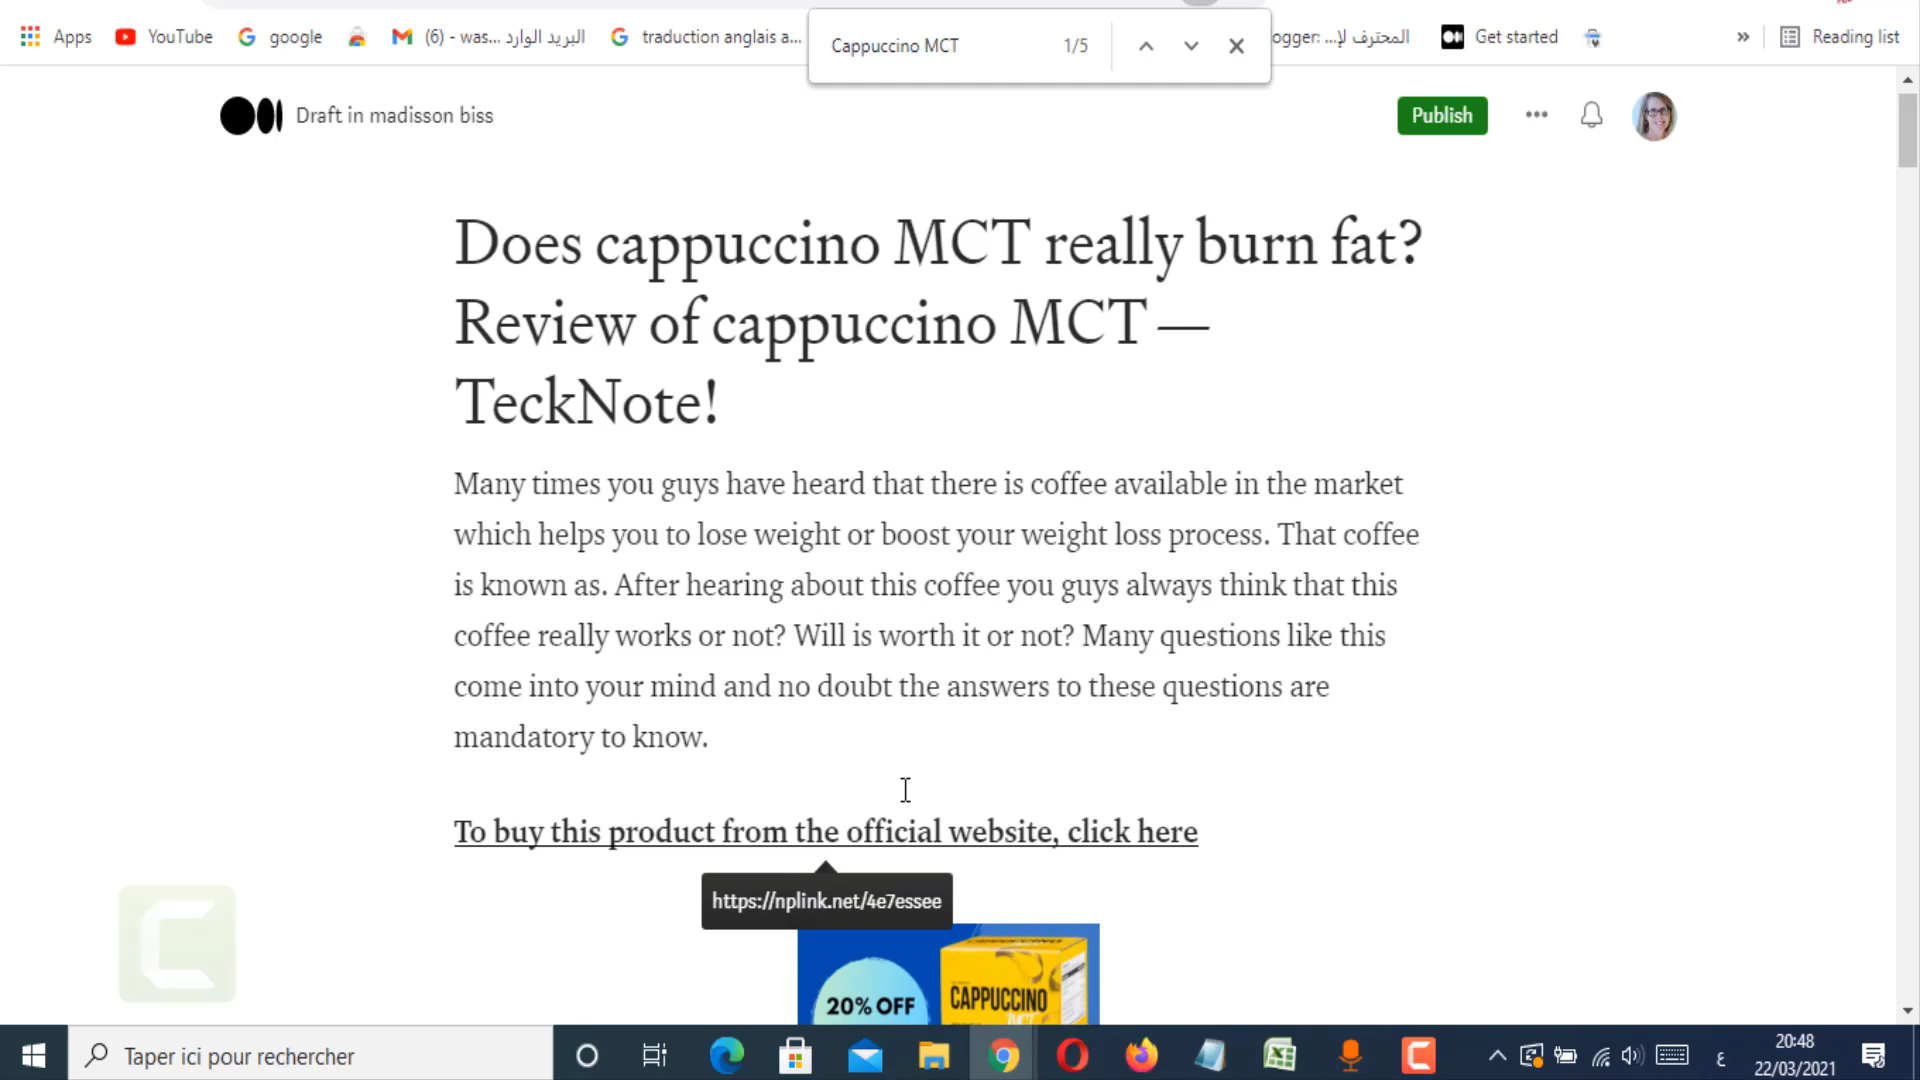 Apps
YouTube
google
(6) - was... البريد الوارد
traduction anglais a...
Cappuccino MCT
1/5
ogger: ...المحترف لإ
Get started
»
Reading list
Draft in madisson biss
Publish
Does cappuccino MCT really burn fat?
Review of cappuccino MCT —
TeckNote!
Many times you guys have heard that there is coffee available in the market
which helps you to lose weight or boost your weight loss process. That coffee
is known as. After hearing about this coffee you guys always think that this
coffee really works or not? Will is worth it or not? Many questions like this
come into your mind and no doubt the answers to these questions are
mandatory to know.
To buy this product from the official website, click here
https://nplink.net/4e7essee
20% OFF
CAPPUCCINO
MCT
Taper ici pour rechercher
ع
20:48
22/03/2021